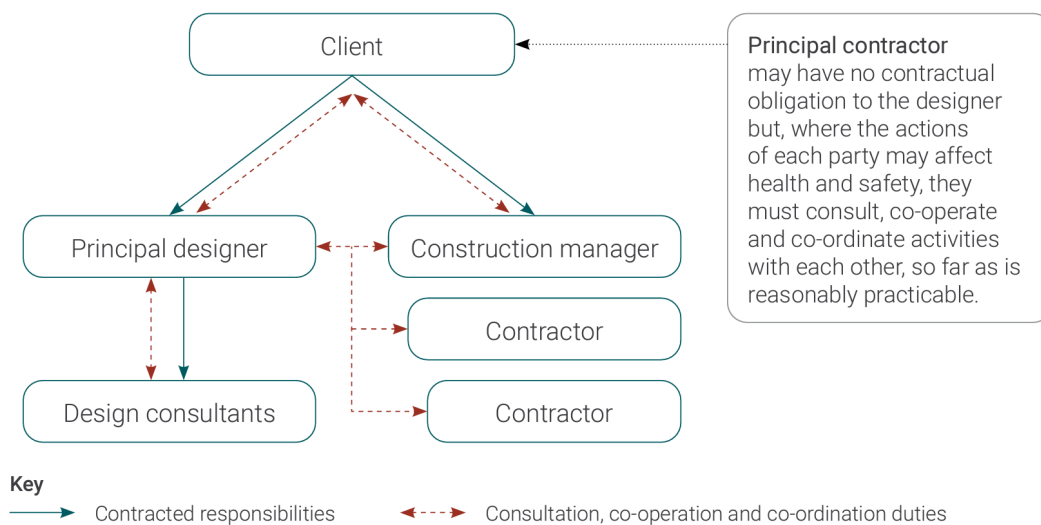 Client
Principal contractor
may have no contractual
obligation to the designer
but, where the actions
of each party may affect
health and safety, they
must consult, co-operate
and co-ordinate activities
with each other, so far as is
reasonably practicable.
Principal designer
Construction manager
Contractor
Design consultants
Contractor
Key
Contracted responsibilities
Consultation, co-operation and co-ordination duties